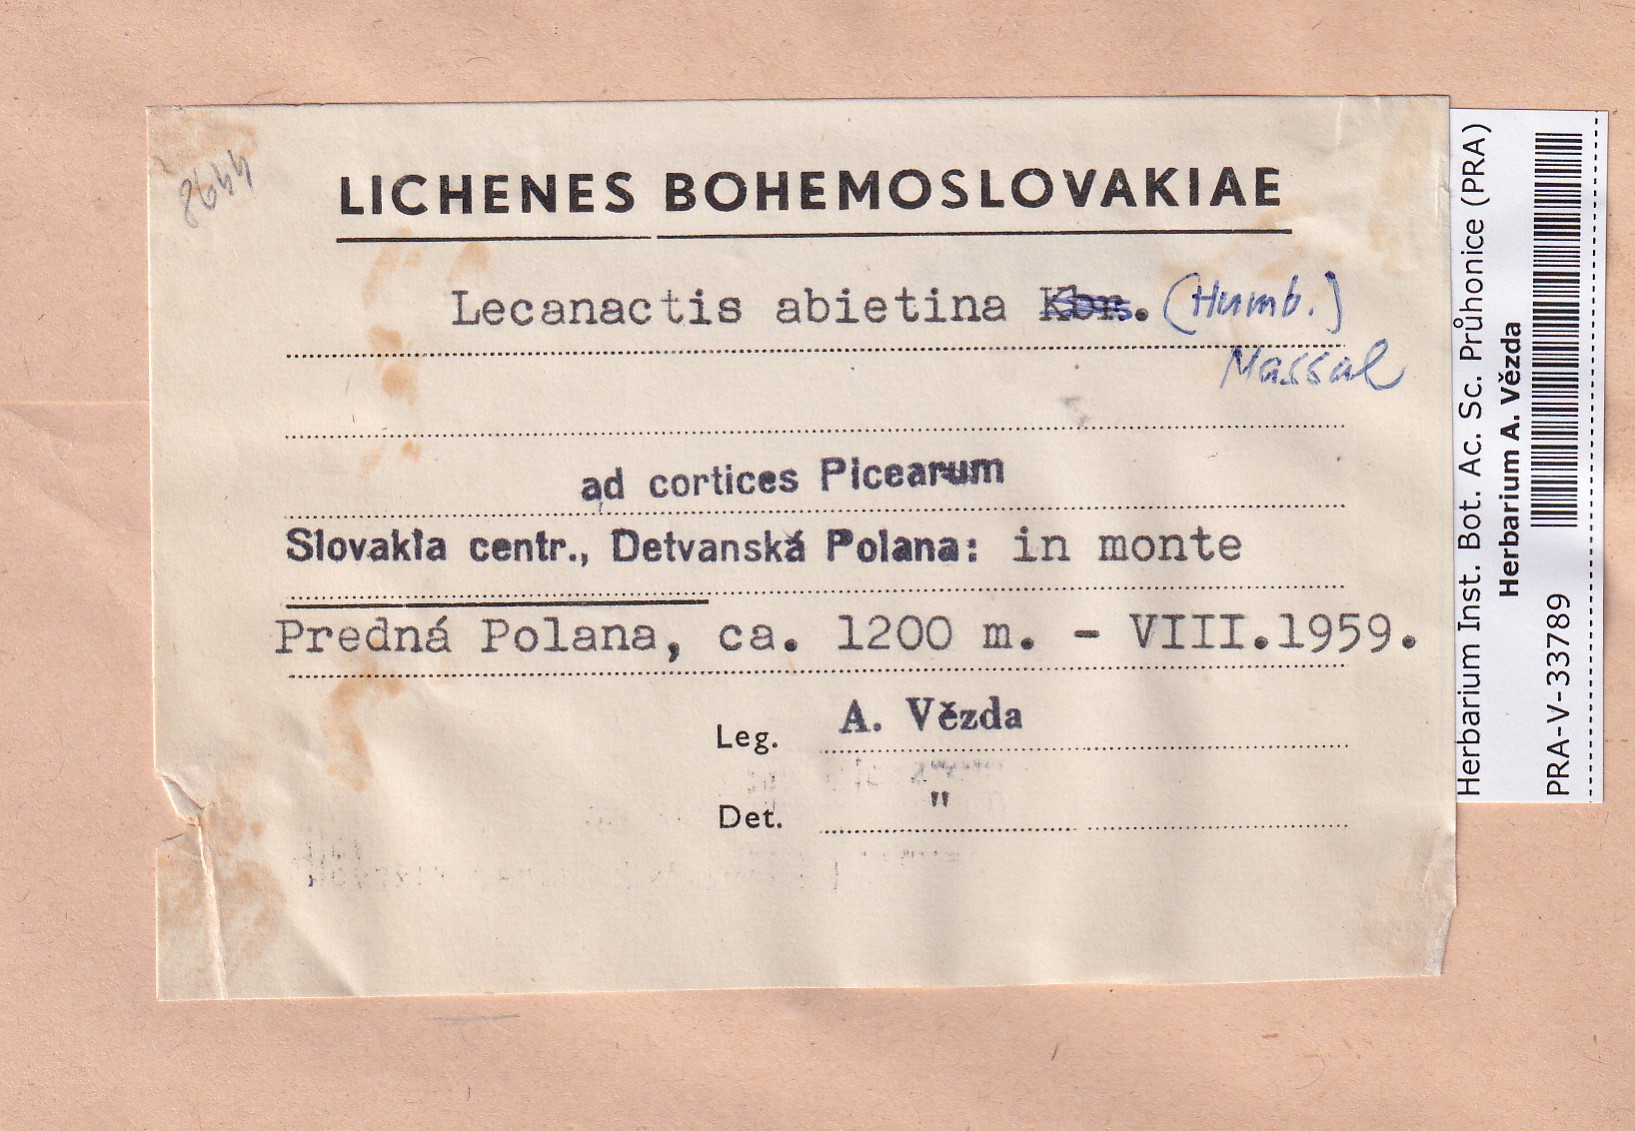 LICHENES BOHEMOSLOVAKIAE
Lecanactis abietina Kbr. (Humb.)
Massal
ad cortices Picearum
Slovakia centr., Detvanská Polana: in monte
Predná Polana, ca. 1200 m. - VIII.1959.
Leg. A. Vězda
Det. "
Herbarium Inst. Bot. Ac. Sc. Průhonice (PRA)
Herbarium A. Vězda
PRA-V-33789